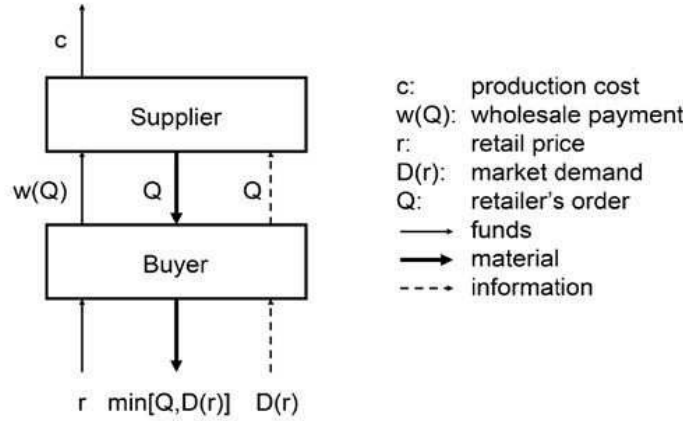 c
Supplier
w(Q) Q Q
Buyer
r min[Q,D(r)] D(r)
c: production cost
w(Q): wholesale payment
r: retail price
D(r): market demand
Q: retailer's order
funds
material
information